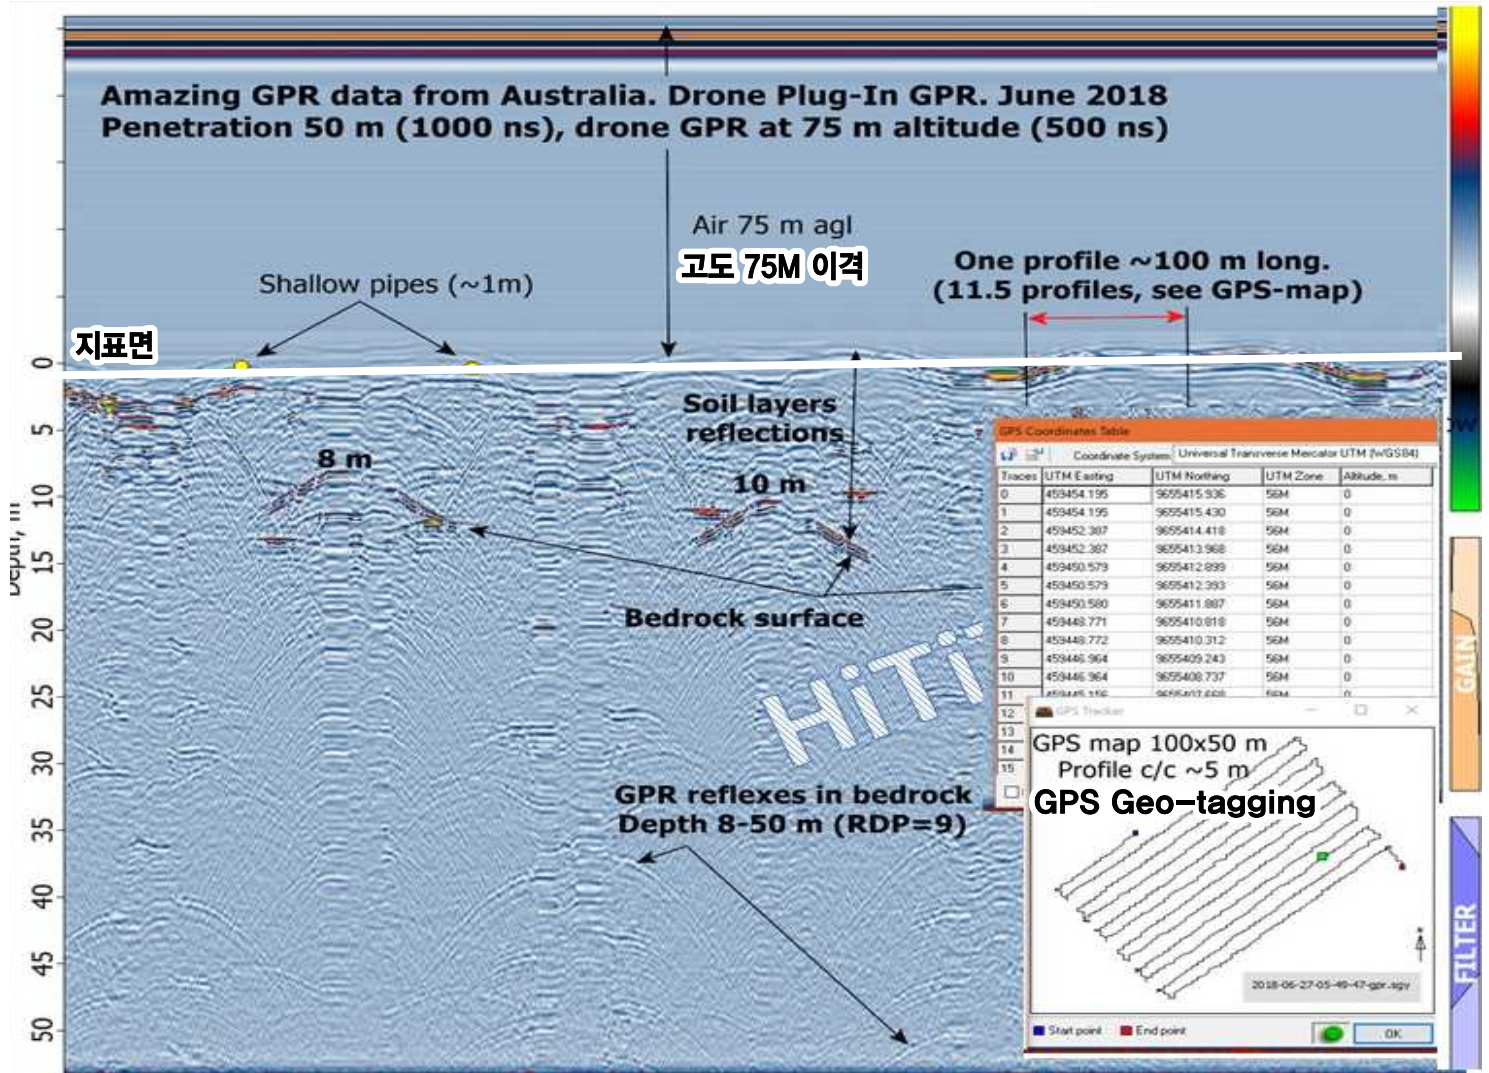 Amazing GPR data from Australia. Drone Plug-In GPR. June 2018
Penetration 50 m (1000 ns), drone GPR at 75 m altitude (500 ns)
Air 75 m agl
고도 75M 이격
Shallow pipes (~1m)
One profile ~100 m long.
(11.5 profiles, see GPS-map)
지표면
0
5
10
15
20
25
30
35
40
45
50
Depth, m
Soil layers
reflections
8 m
10 m
Bedrock surface
HiTi
GPR reflexes in bedrock
Depth 8-50 m (RDP=9)
GPS Coordinates Table
Coordinate System Universal Transverse Mercator UTM (WGS84)
Traces UTM Easting UTM Northing UTM Zone Altitude, m
0 459454.195 9655415.936 56M 0
1 459454.195 9655415.430 56M 0
2 459452.387 9655414.418 56M 0
3 459452.387 9655413.968 56M 0
4 459450.579 9655412.899 56M 0
5 459450.579 9655412.393 56M 0
6 459450.580 9655411.887 56M 0
7 459448.771 9655410.818 56M 0
8 459448.772 9655410.312 56M 0
9 459446.964 9655409.243 56M 0
10 459446.964 9655408.737 56M 0
11 459445.156 56M 0
12
13
14
15
GPS Tracker
GPS map 100x50 m
Profile c/c ~5 m
GPS Geo-tagging
2018-06-27-05-49-47-gpr.sgy
Start point End point
OK
GAIN
FILTER